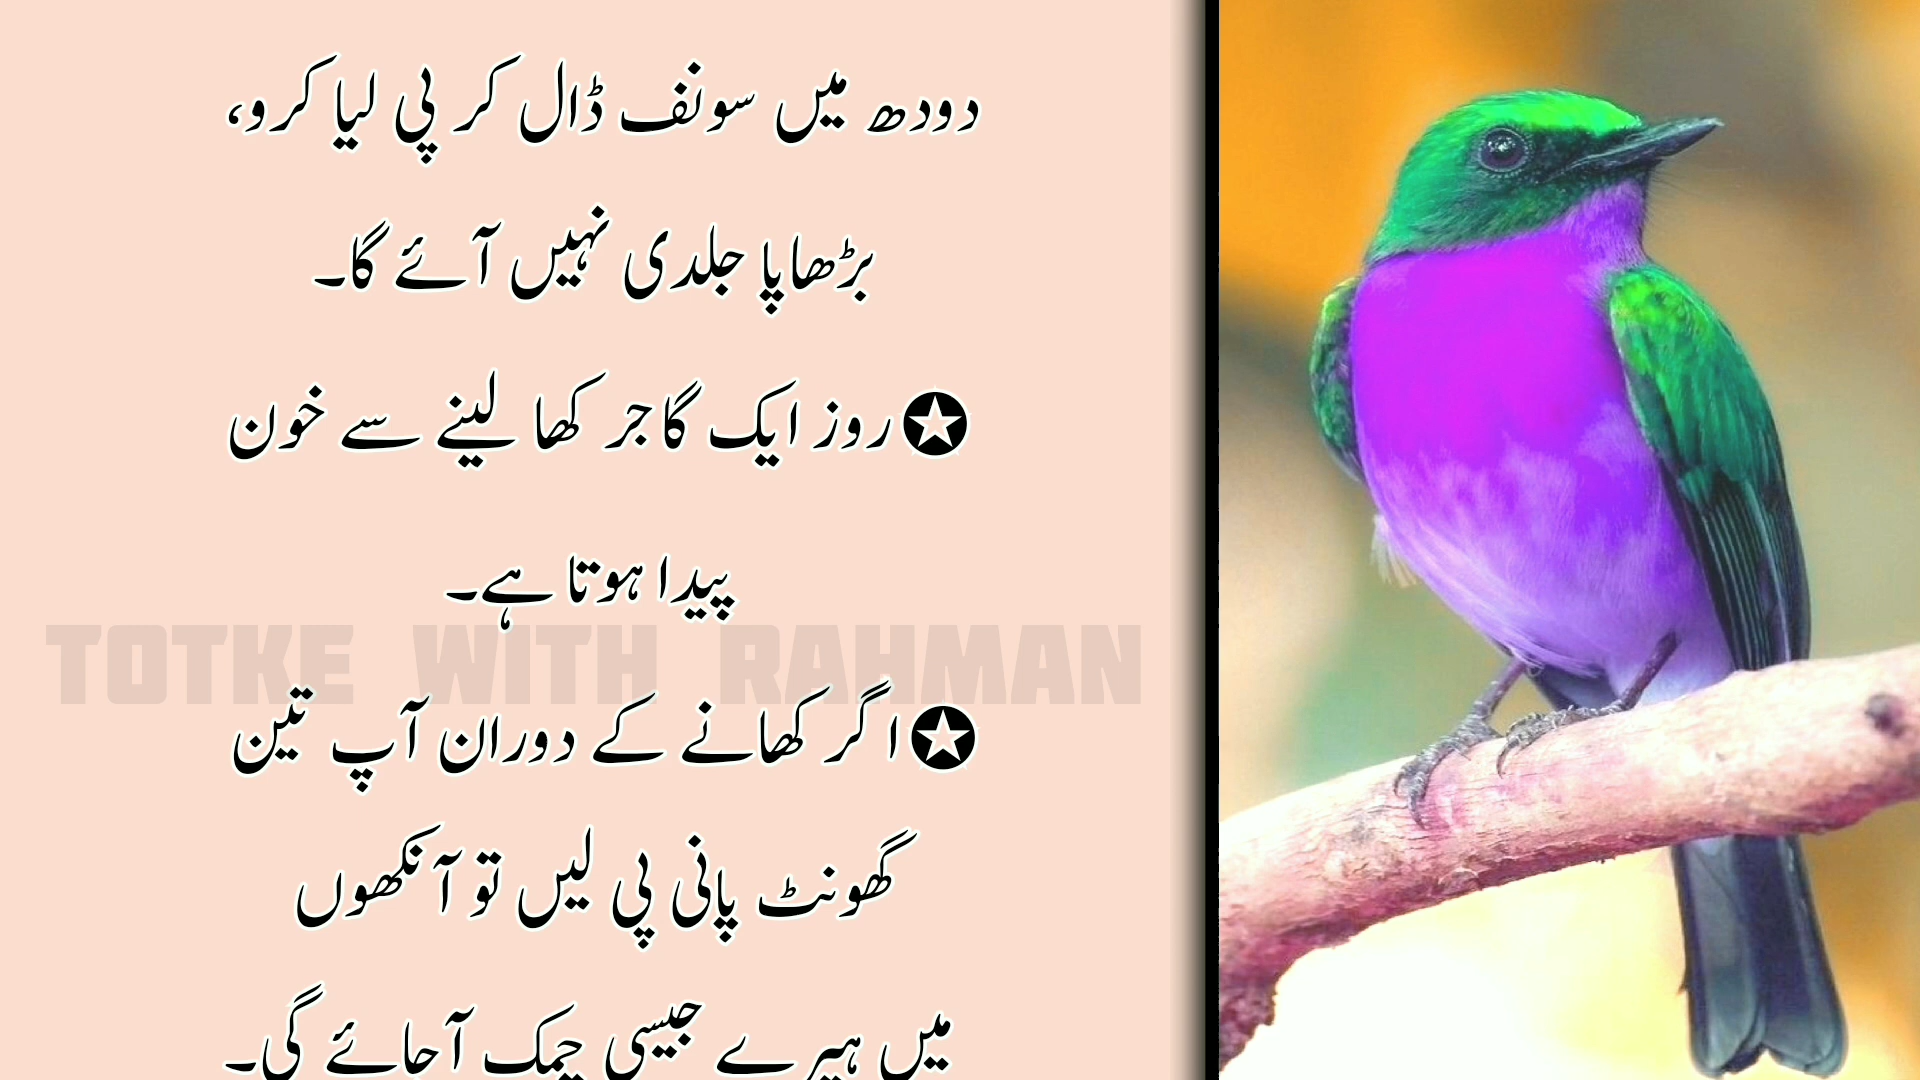 دودھ میں سونف ڈال کر پی لیا کرو،
بڑھاپا جلدی نہیں آئے گا۔
✪روز ایک گاجر کھا لینے سے خون
پیدا ہوتا ہے۔
TOTKE WITH RAHMAN
✪اگر کھانے کے دوران آپ تین
گھونٹ پانی پی لیں تو آنکھوں
میں ہیرے جیسی چمک آجائے گی۔